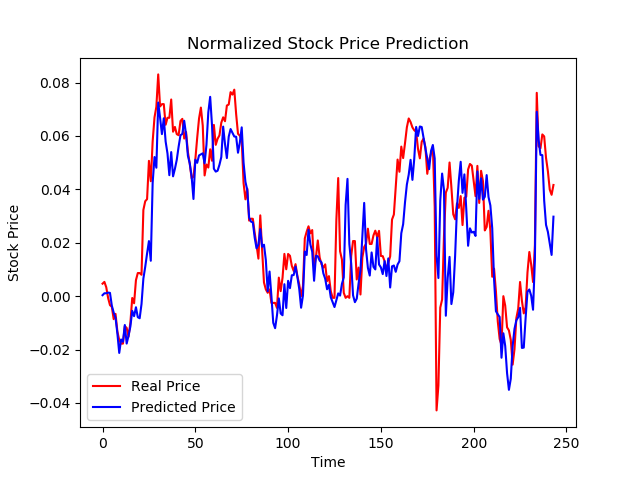 Normalized Stock Price Prediction
Stock Price
0.08
0.06
0.04
0.02
0.00
−0.02
−0.04
Real Price
Predicted Price
0 50 100 150 200 250
Time